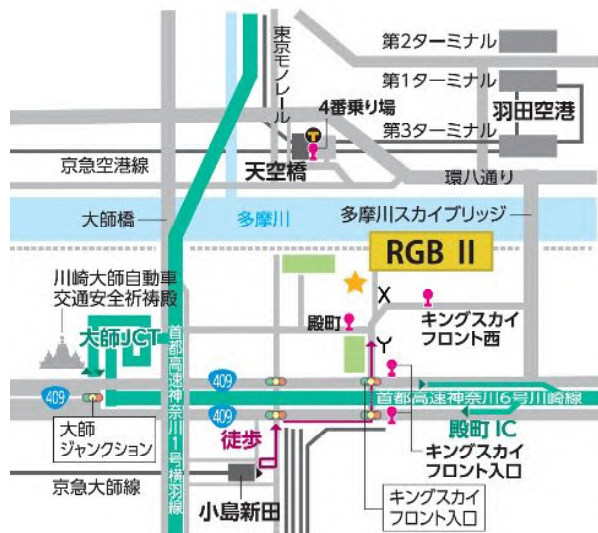 東京モノレール
第2ターミナル
4番乗り場
第1ターミナル
羽田空港
T
第3ターミナル
京急空港線
天空橋
環八通り
大師橋
多摩川
多摩川スカイブリッジ
RGB II
川崎大師自動車
交通安全祈祷殿
X
殿町
キングスカイ
フロント西
大師JCT
Y
409
409
首都高速神奈川6号川崎線
409
首都高速神奈川1号横羽線
大師
ジャンクション
徒歩
殿町 IC
キングスカイ
フロント入口
京急大師線
小島新田
キングスカイ
フロント入口